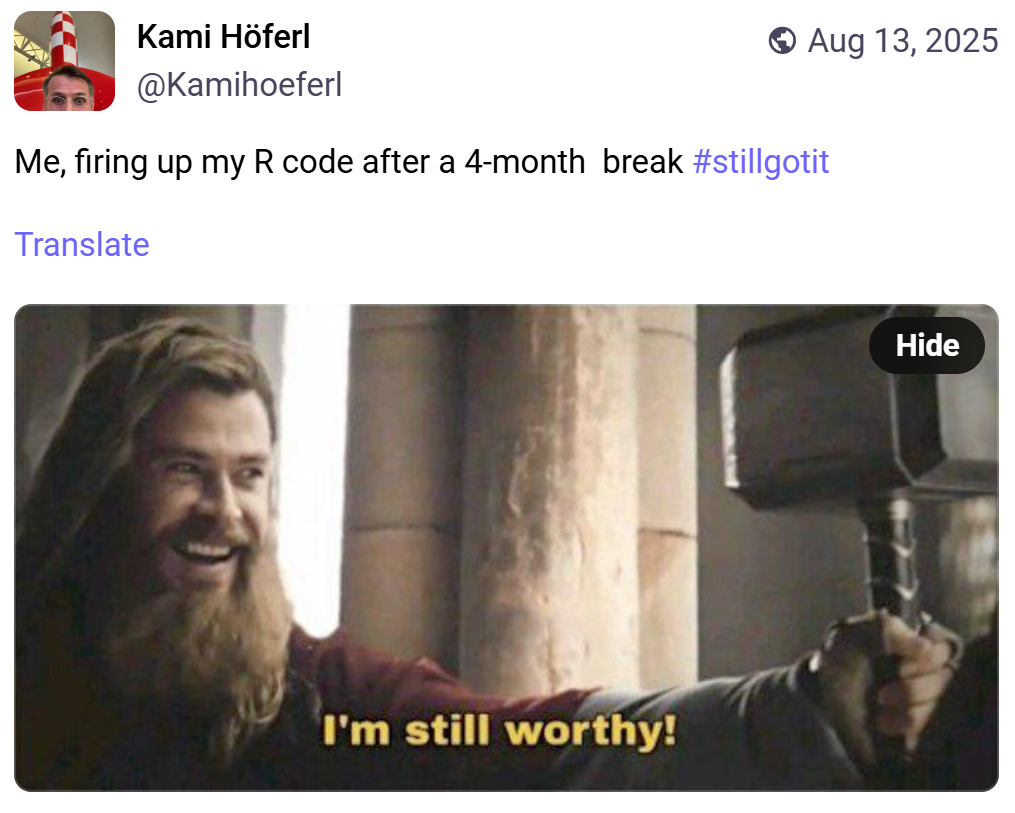 Kami Höferl
Aug 13, 2025
@Kamihoeferl
Me, firing up my R code after a 4-month  break #stillgotit
Translate
Hide
I'm still worthy!